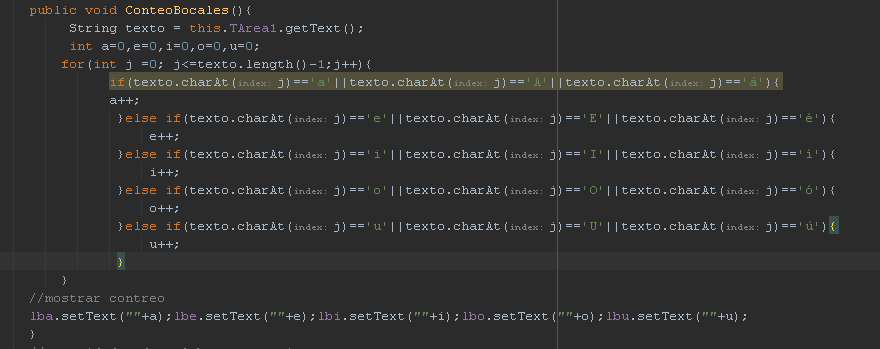 public void ConteoBocales(){
String texto = this.TArea1.getText();
int a=0,e=0,i=0,o=0,u=0;
for(int j =0; j<=texto.length()-1;j++){
if(texto.charAt( index: j)=='a'||texto.charAt( index: j)=='A'||texto.charAt( index: j)=='á'){
a++;
}else if(texto.charAt( index: j)=='e'||texto.charAt( index: j)=='E'||texto.charAt( index: j)=='é'){
e++;
}else if(texto.charAt( index: j)=='i'||texto.charAt( index: j)=='I'||texto.charAt( index: j)=='í'){
i++;
}else if(texto.charAt( index: j)=='o'||texto.charAt( index: j)=='O'||texto.charAt( index: j)=='ó'){
o++;
}else if(texto.charAt( index: j)=='u'||texto.charAt( index: j)=='U'||texto.charAt( index: j)=='ú'){
u++;
}
}
//mostrar contreo
lba.setText(""+a);lbe.setText(""+e);lbi.setText(""+i);lbo.setText(""+o);lbu.setText(""+u);
}